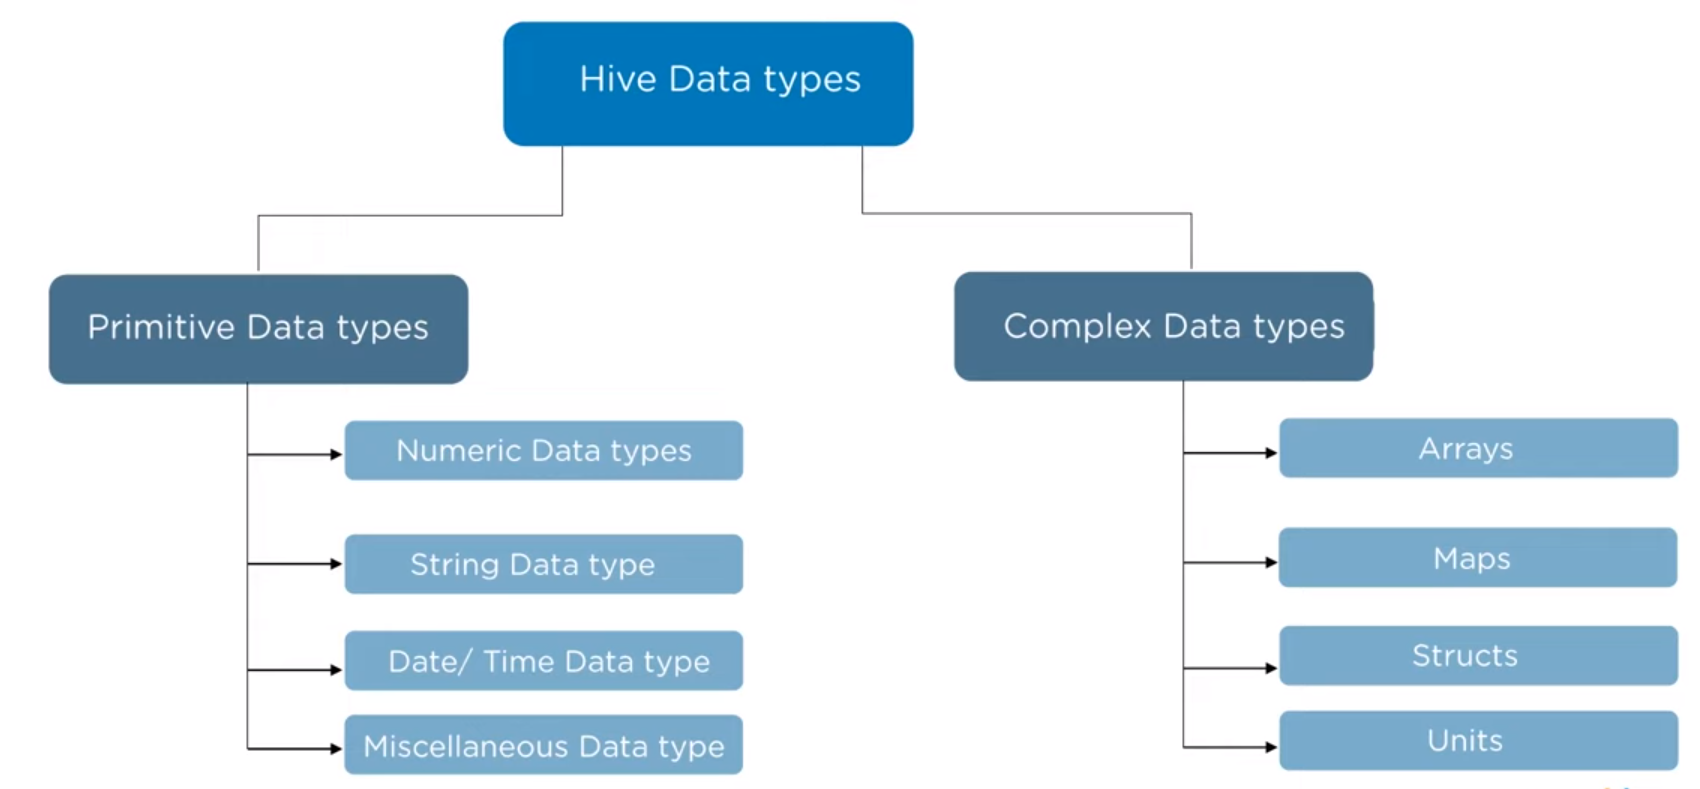 Hive Data types
Primitive Data types
Numeric Data types
String Data type
Date/ Time Data type
Miscellaneous Data type
Complex Data types
Arrays
Maps
Structs
Units